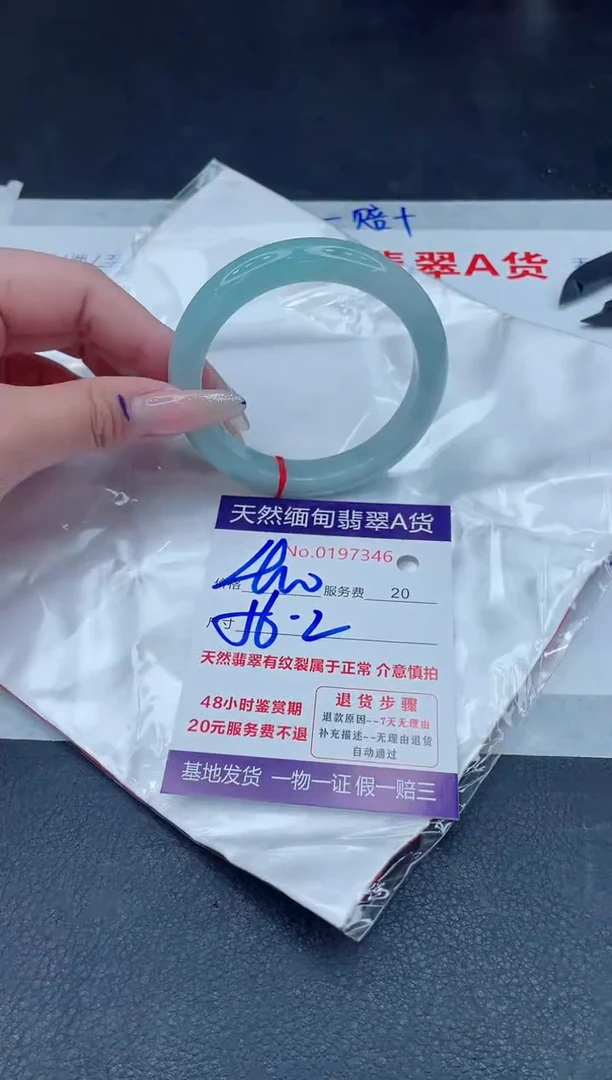 一赔十
翡翠A货
天然缅甸翡翠A货
No.0197346
价格 服务费 20
尺寸 56.2
天然翡翠有纹裂属于正常 介意慎拍
48小时鉴赏期
20元服务费不退
退货步骤
退款原因--7天无理由
补充描述--无理由退货
自动通过
基地发货 一物一证 假一赔三